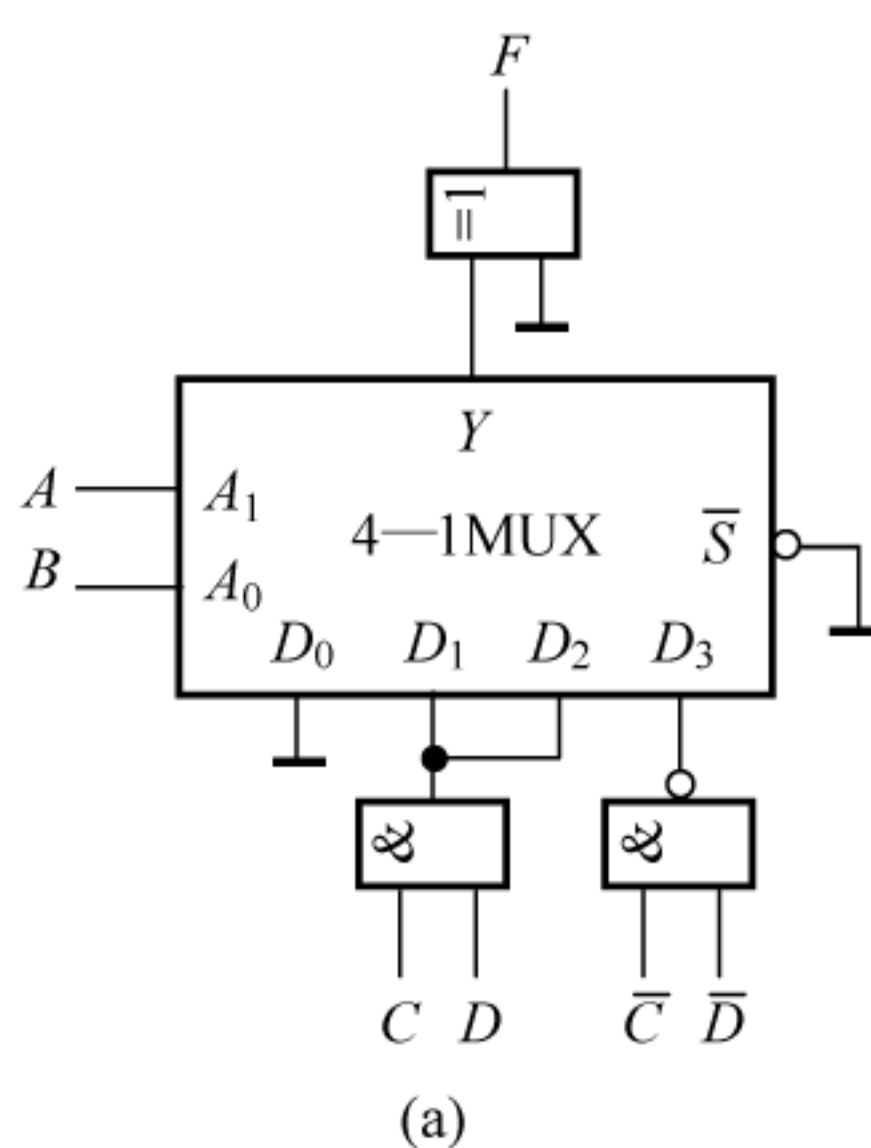 F
=1
Y
A A₁
4—1MUX S̅
B A₀
D₀ D₁ D₂ D₃
& &
C D C̅ D̅
(a)